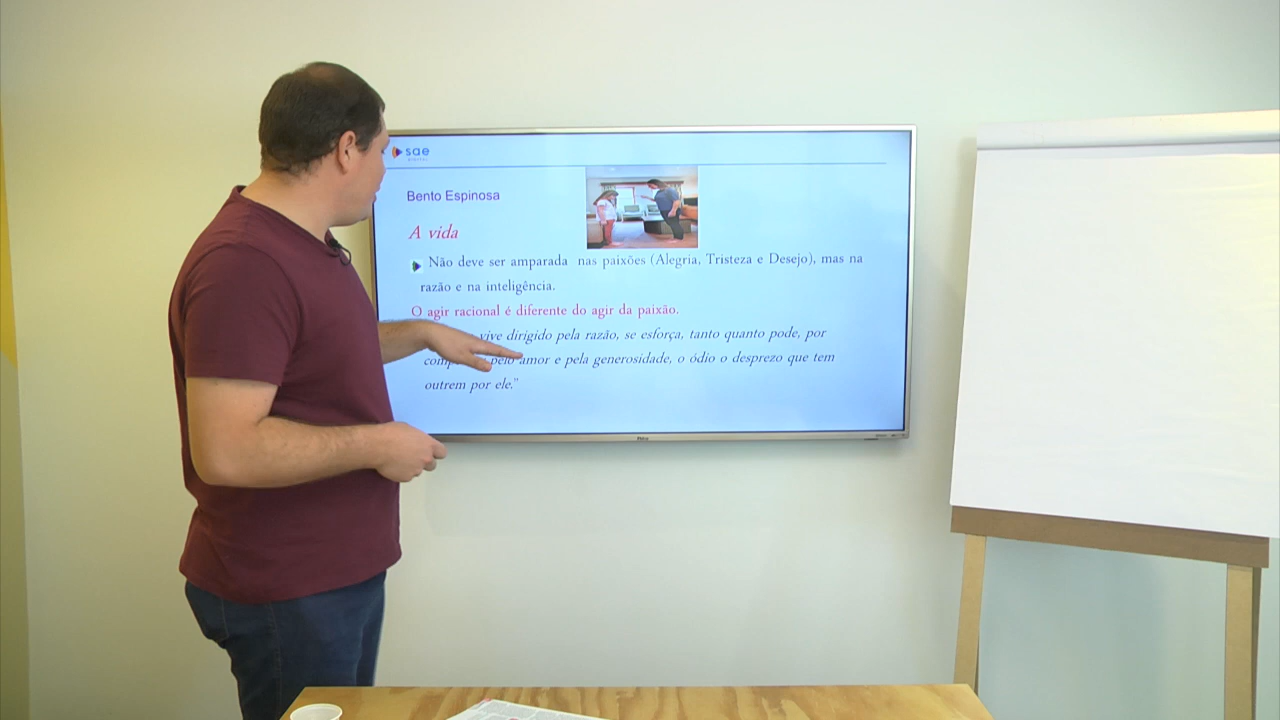 sae
DIGITAL
Bento Espinosa
A vida
Não deve ser amparada nas paixões (Alegria, Tristeza e Desejo), mas na
razão e na inteligência.
O agir racional é diferente do agir da paixão.
vive dirigido pela razão, se esforça, tanto quanto pode, por
pelo amor e pela generosidade, o ódio o desprezo que tem
outrem por ele."